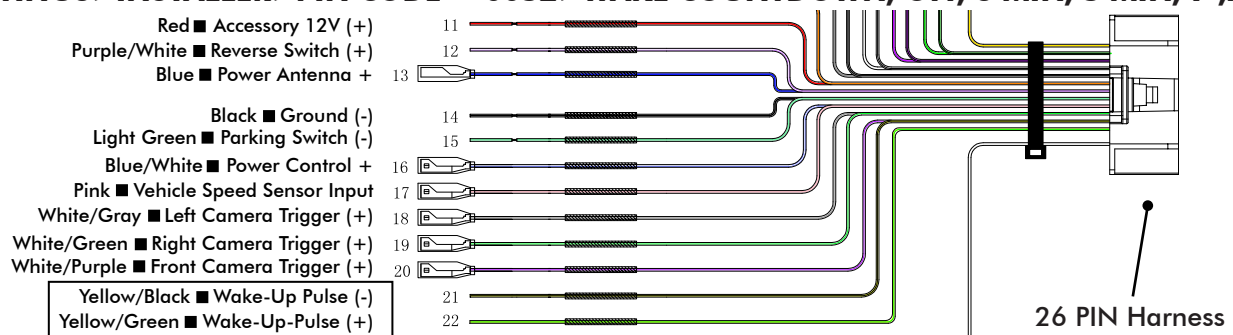 Red ■ Accessory 12V (+) 11
Purple/White ■ Reverse Switch (+) 12
Blue ■ Power Antenna + 13
Black ■ Ground (-) 14
Light Green ■ Parking Switch (-) 15
Blue/White ■ Power Control + 16
Pink ■ Vehicle Speed Sensor Input 17
White/Gray ■ Left Camera Trigger (+) 18
White/Green ■ Right Camera Trigger (+) 19
White/Purple ■ Front Camera Trigger (+) 20
Yellow/Black ■ Wake-Up Pulse (-) 21
Yellow/Green ■ Wake-Up-Pulse (+) 22
26 PIN Harness